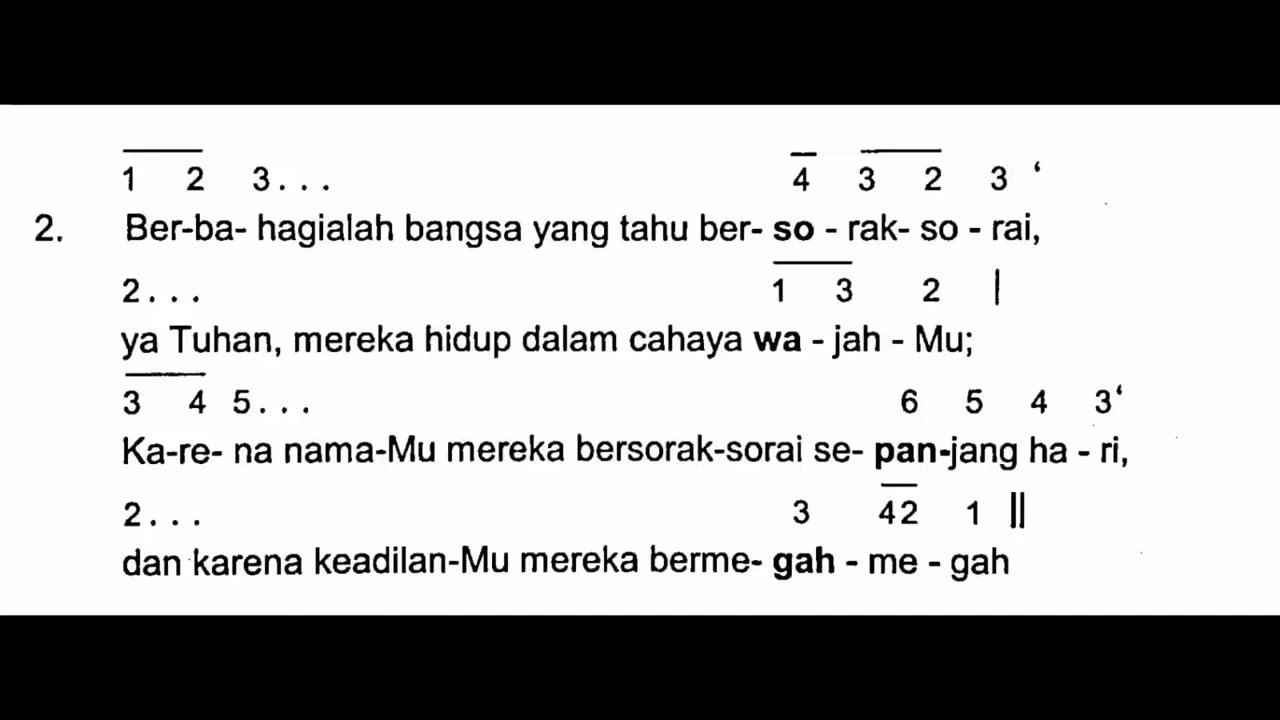 1 2 3... 4 3 2 3 ‘
2. Ber-ba- hagialah bangsa yang tahu ber- so - rak- so - rai,
2... 1 3 2 |
ya Tuhan, mereka hidup dalam cahaya wa - jah - Mu;
3 4 5... 6 5 4 3‘
Ka-re- na nama-Mu mereka bersorak-sorai se- pan-jang ha - ri,
2... 3 42 1 ||
dan karena keadilan-Mu mereka berme- gah - me - gah